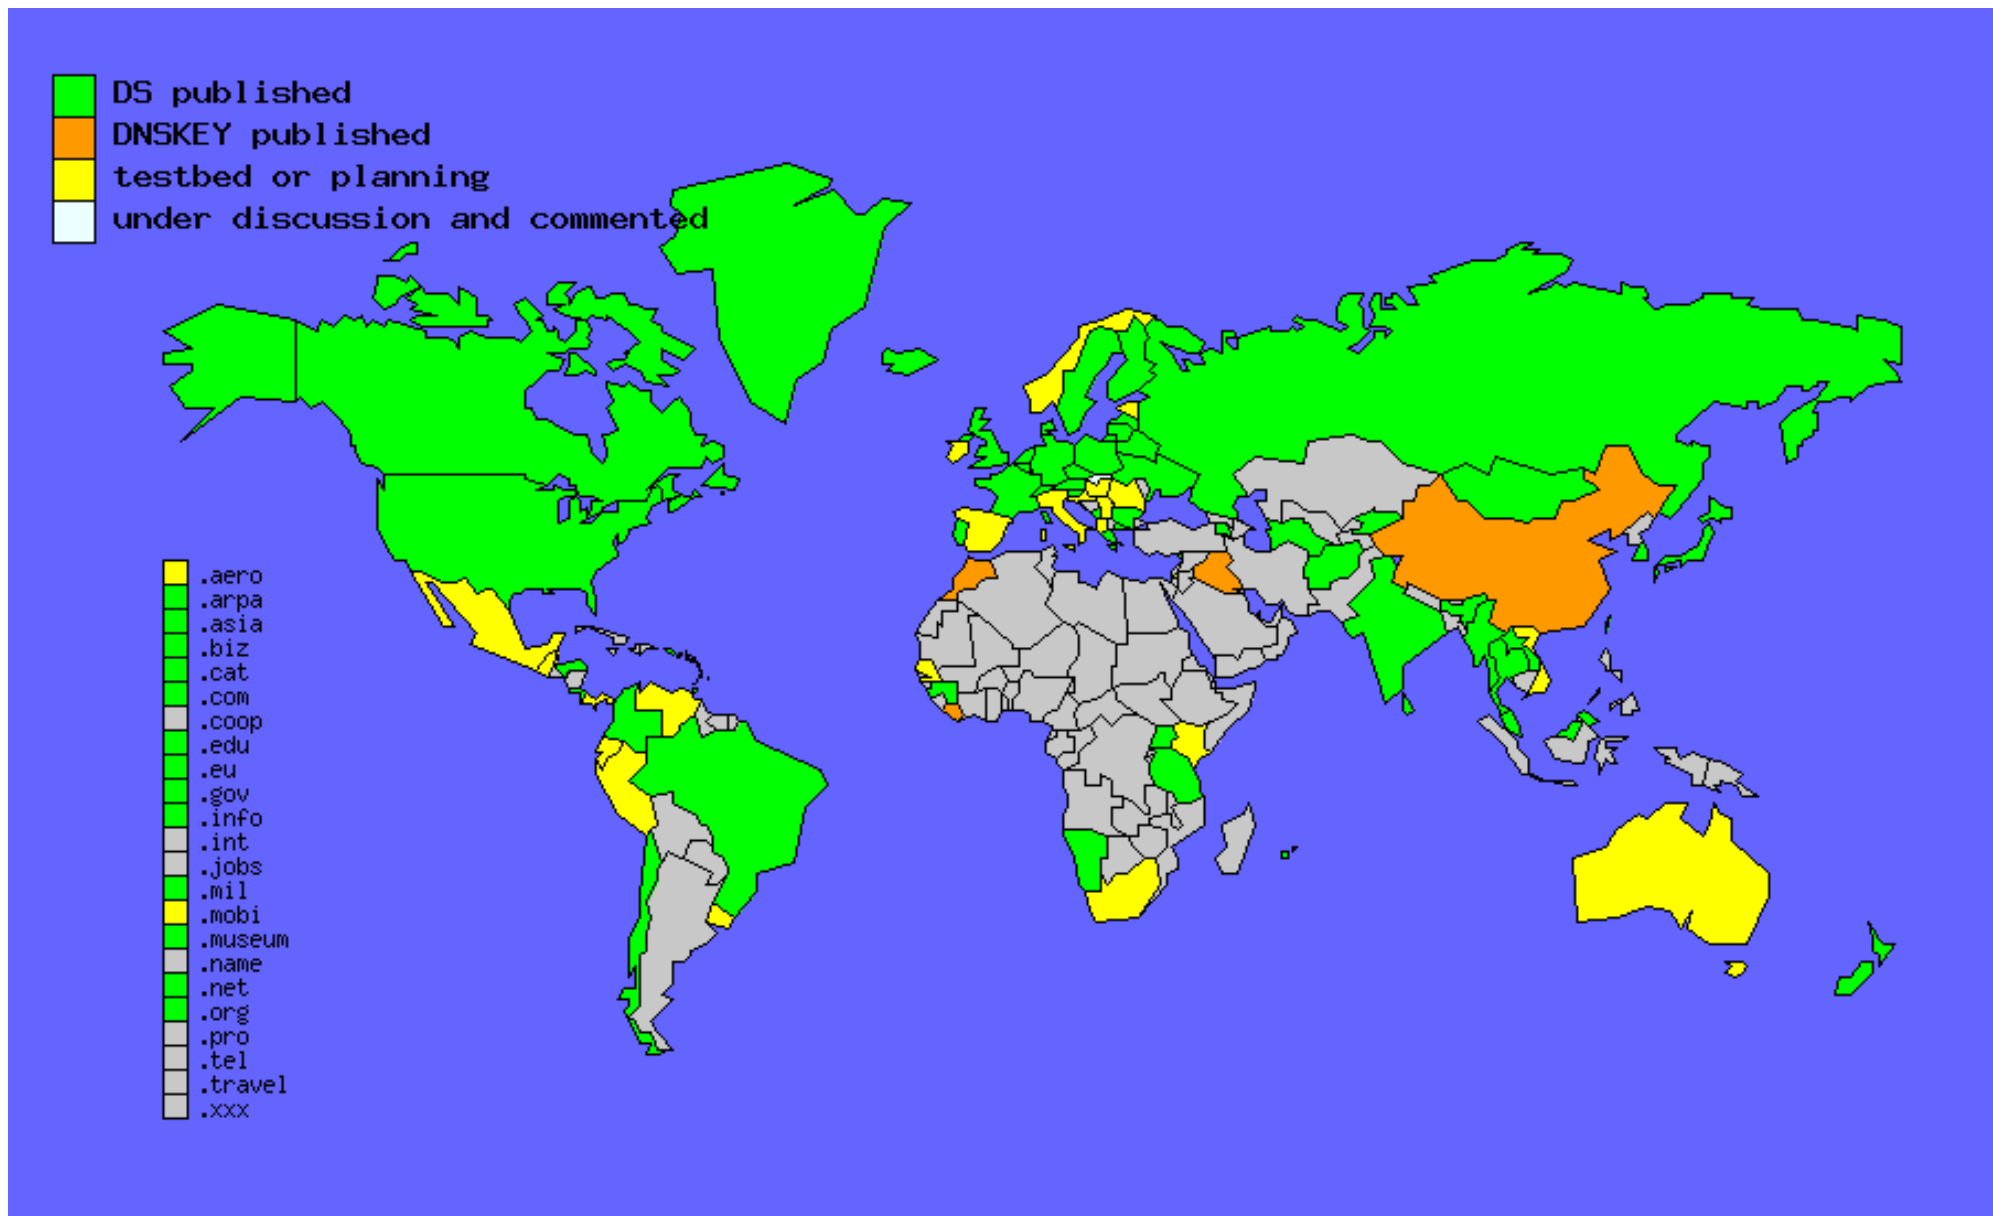 DS published
DNSKEY published
testbed or planning
under discussion and commented
.aero
.arpa
.asia
.biz
.cat
.com
.coop
.edu
.eu
.gov
.info
.int
.jobs
.mil
.mobi
.museum
.name
.net
.org
.pro
.tel
.travel
.xxx